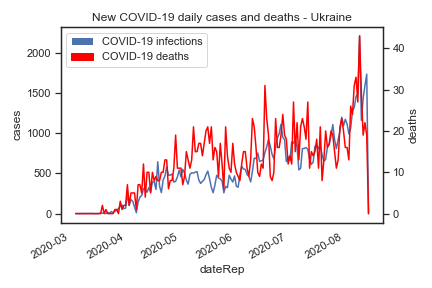 New COVID-19 daily cases and deaths - Ukraine
COVID-19 infections
COVID-19 deaths
2000
1500
1000
500
0
cases
40
30
20
10
0
deaths
2020-03
2020-04
2020-05
2020-06
2020-07
2020-08
dateRep